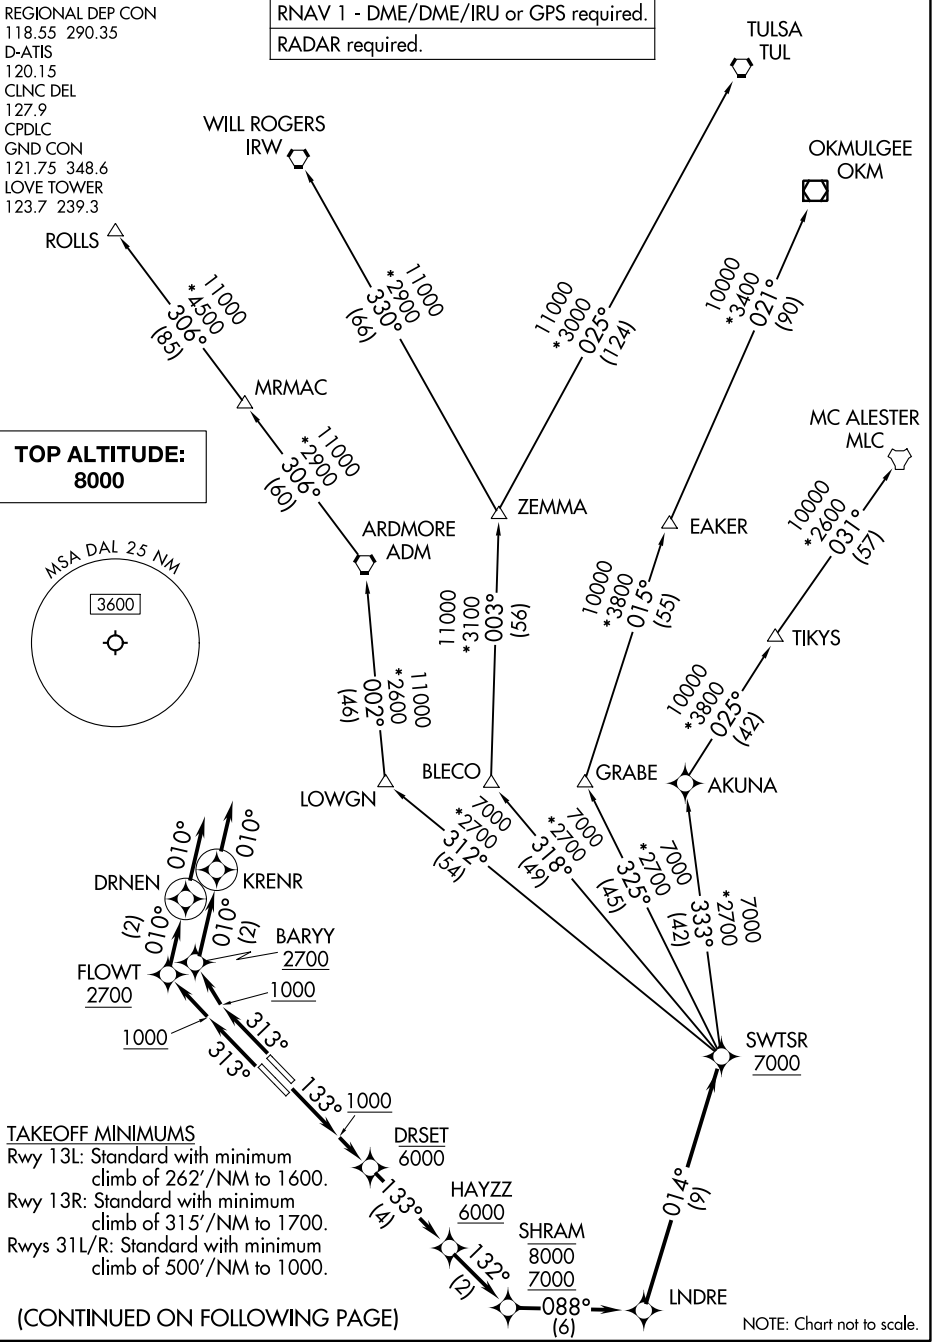 REGIONAL DEP CON
118.55 290.35
D-ATIS
120.15
CLNC DEL
127.9
CPDLC
GND CON
121.75 348.6
LOVE TOWER
123.7 239.3
RNAV 1 - DME/DME/IRU or GPS required.
RADAR required.
TULSA
TUL
WILL ROGERS
IRW
OKMULGEE
OKM
ROLLS
11000
*4500
306°
(85)
11000
*2900
330°
(66)
11000
*3000
025°
(124)
10000
*3400
021°
(90)
MRMAC
TOP ALTITUDE:
8000
11000
*2900
306°
(60)
MC ALESTER
MLC
ZEMMA
EAKER
10000
*2600
031°
(57)
ARDMORE
ADM
MSA DAL 25 NM
3600
11000
*3100
003°
(56)
10000
*3800
015°
(55)
TIKYS
11000
*2600
002°
(46)
10000
*3800
025°
(42)
LOWGN
BLECO
GRABE
AKUNA
7000
*2700
312°
(54)
7000
*2700
318°
(49)
7000
*2700
325°
(45)
7000
*2700
333°
(42)
010°
010°
DRNEN
KRENR
(2)
010°
010°
(2)
BARYY
2700
FLOWT
2700
1000
1000
313°
313°
SWTSR
7000
133°
1000
DRSET
6000
TAKEOFF MINIMUMS
Rwy 13L: Standard with minimum
climb of 262'/NM to 1600.
Rwy 13R: Standard with minimum
climb of 315'/NM to 1700.
Rwys 31L/R: Standard with minimum
climb of 500'/NM to 1000.
133°
(4)
HAYZZ
6000
014°
(9)
132°
(2)
SHRAM
8000
7000
088°
(6)
LNDRE
(CONTINUED ON FOLLOWING PAGE)
NOTE: Chart not to scale.